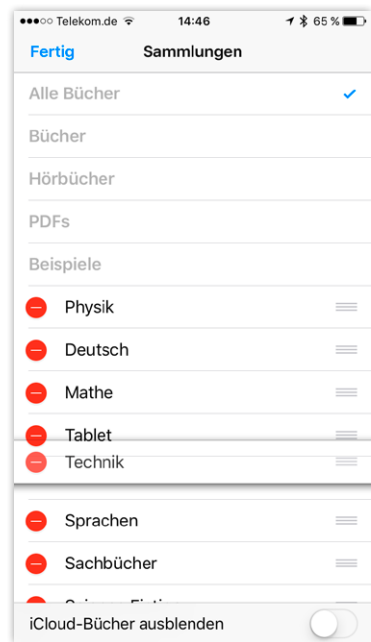 Telekom.de 14:46 65 %
Fertig Sammlungen
Alle Bücher
Bücher
Hörbücher
PDFs
Beispiele
Physik
Deutsch
Mathe
Tablet
Technik
Sprachen
Sachbücher
iCloud-Bücher ausblenden